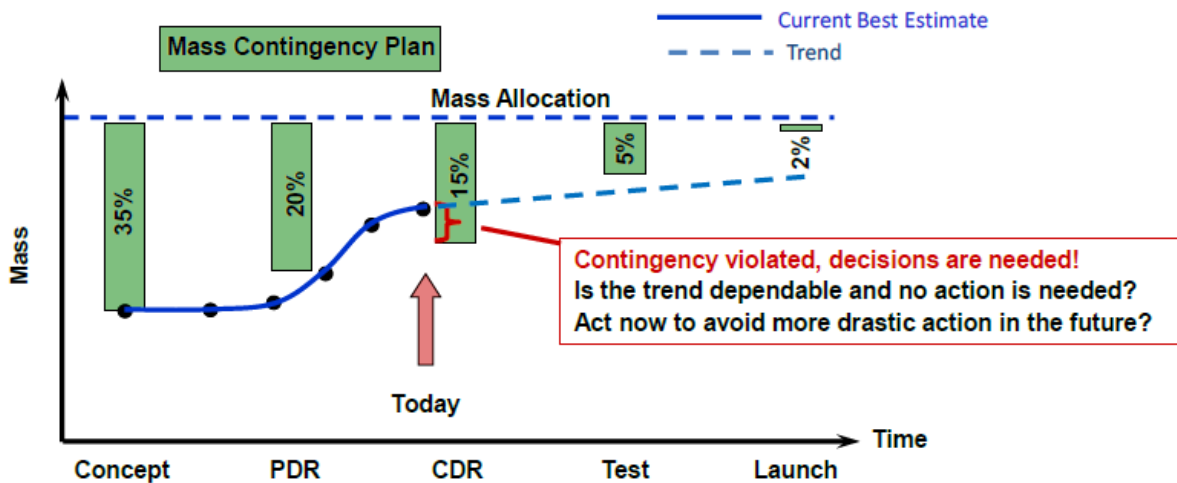 Current Best Estimate
Trend
Mass Contingency Plan
Mass Allocation
35%
20%
15%
5%
2%
Mass
Contingency violated, decisions are needed!
Is the trend dependable and no action is needed?
Act now to avoid more drastic action in the future?
Today
Time
Concept
PDR
CDR
Test
Launch